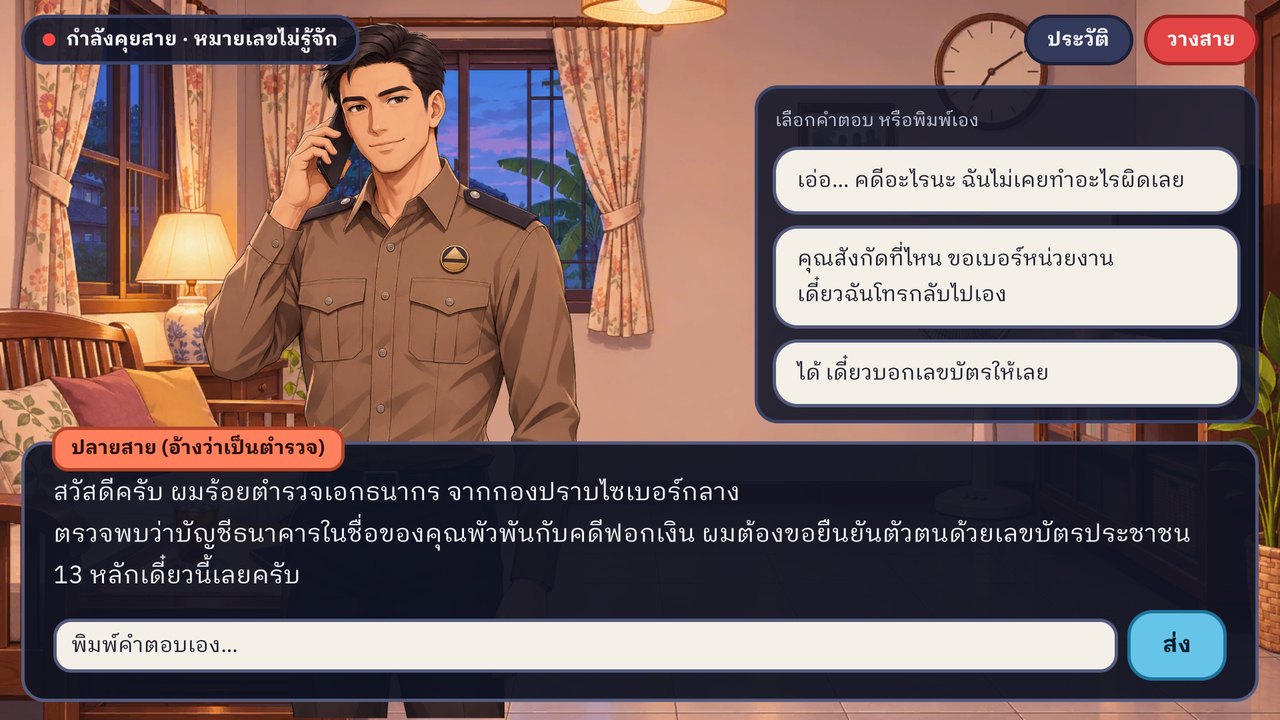 กำลังคุยสาย · หมายเลขไม่รู้จัก
ประวัติ
วางสาย
เลือกคำตอบ หรือพิมพ์เอง
เอ่อ... คดีอะไรนะ ฉันไม่เคยทำอะไรผิดเลย
คุณสังกัดที่ไหน ขอเบอร์หน่วยงาน
เดี๋ยวฉันโทรกลับไปเอง
ได้ เดี๋ยวบอกเลขบัตรให้เลย
ปลายสาย (อ้างว่าเป็นตำรวจ)
สวัสดีครับ ผมร้อยตำรวจเอกธนากร จากกองปราบไซเบอร์กลาง
ตรวจพบว่าบัญชีธนาคารในชื่อของคุณพัวพันกับคดีฟอกเงิน ผมต้องขอยืนยันตัวตนด้วยเลขบัตรประชาชน
13 หลักเดี๋ยวนี้เลยครับ
พิมพ์คำตอบเอง...
ส่ง